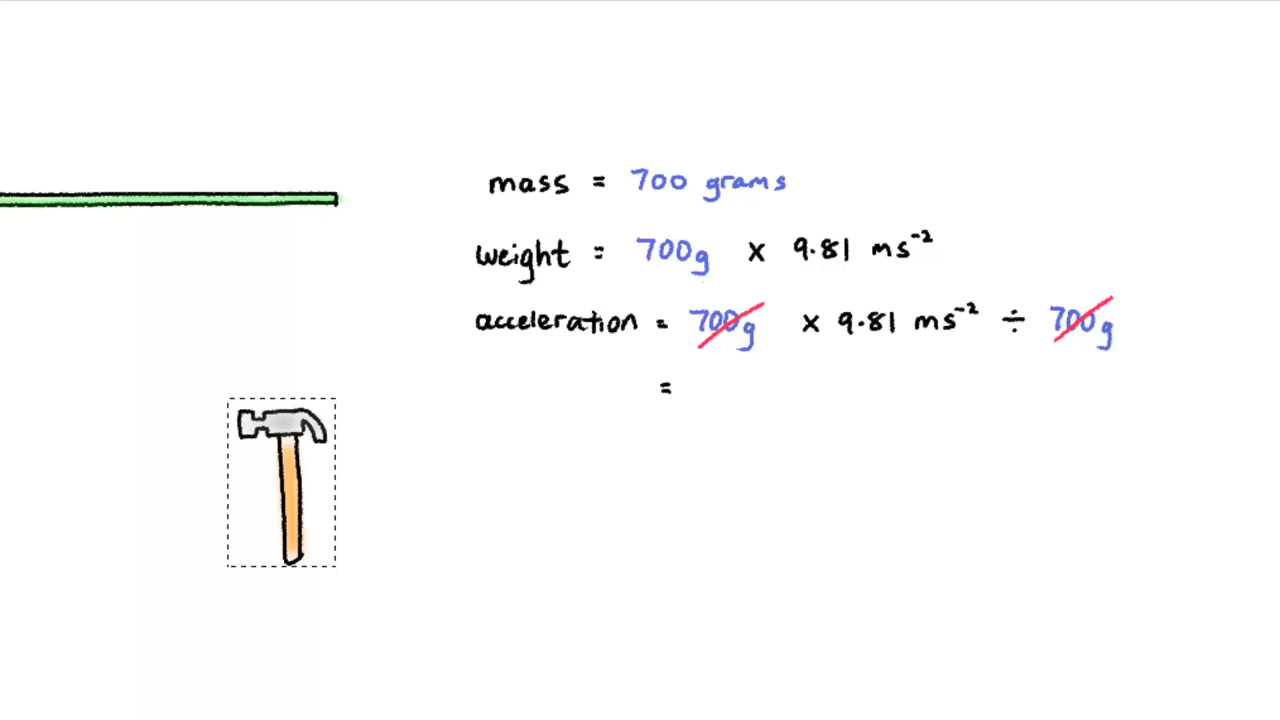 mass = 700 grams
weight = 700g x 9.81 ms⁻²
acceleration = 700g x 9.81 ms⁻² ÷ 700g
=